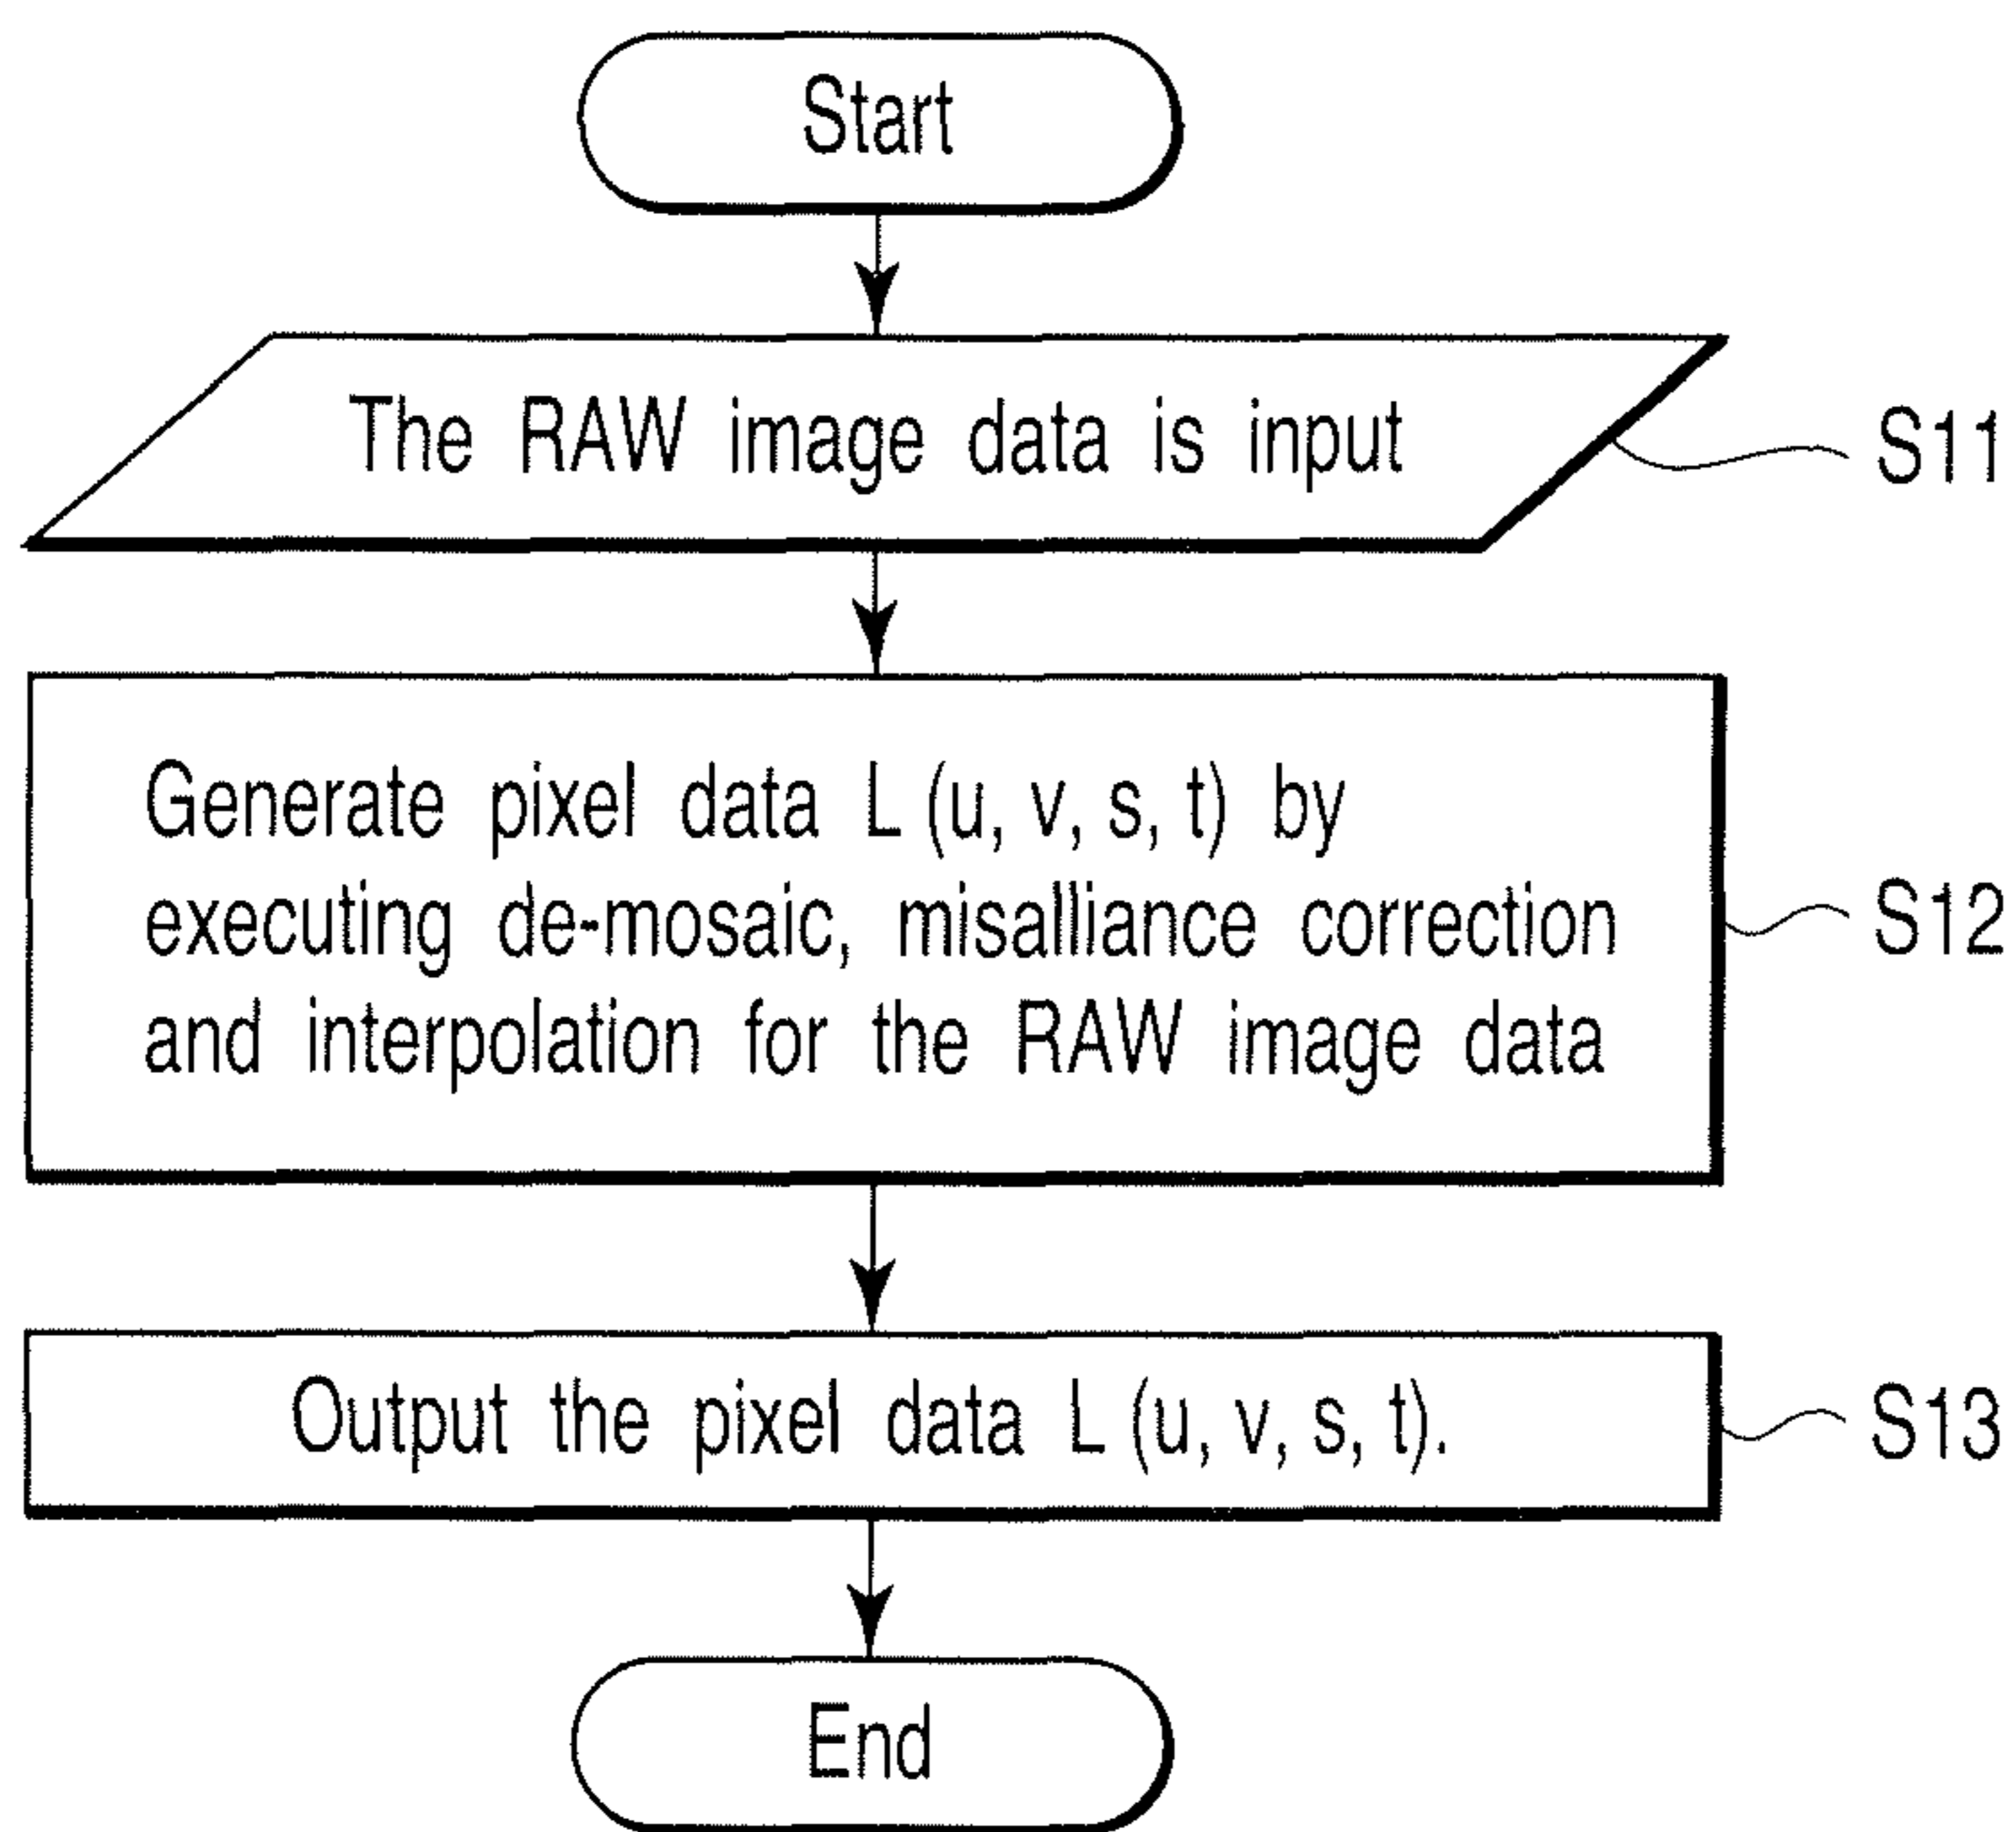 Start
The RAW image data is input
S11
Generate pixel data L (u, v, s, t) by
executing de-mosaic, misalliance correction
and interpolation for the RAW image data
S12
Output the pixel data L (u, v, s, t).
S13
End